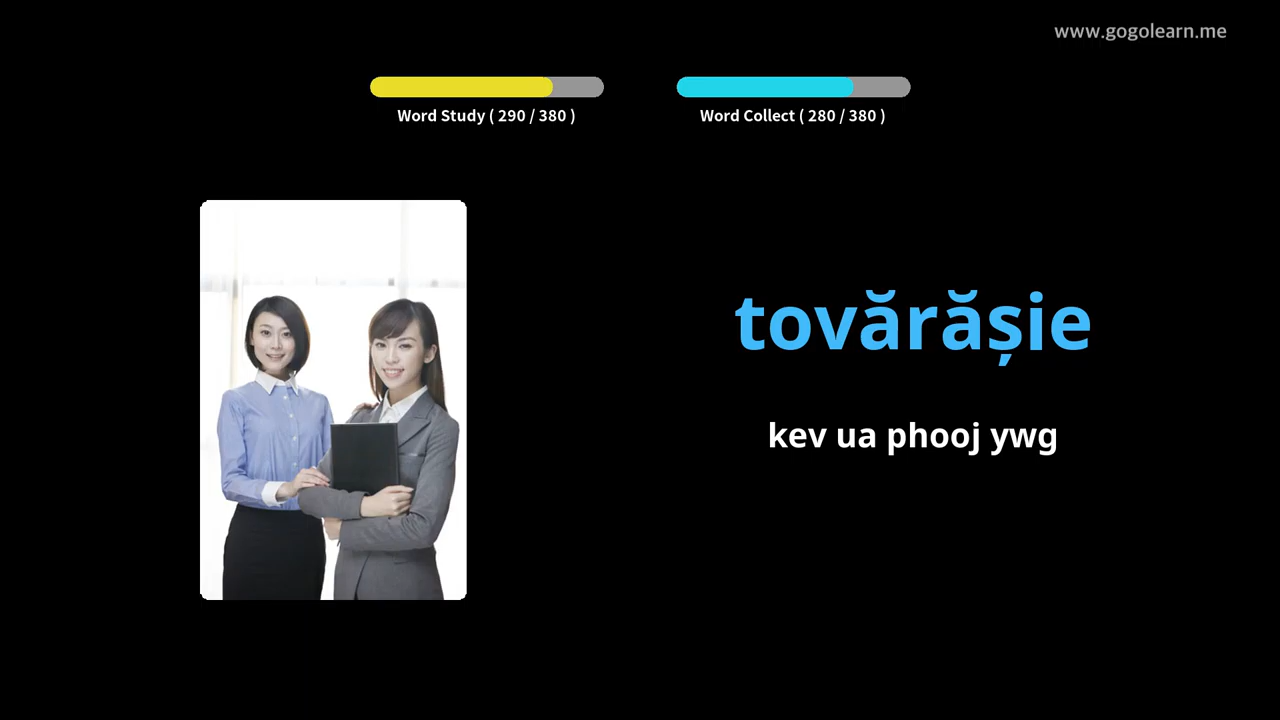 www.gogolearn.me
Word Study ( 290 / 380 )
Word Collect ( 280 / 380 )
tovărășie
kev ua phooj ywg